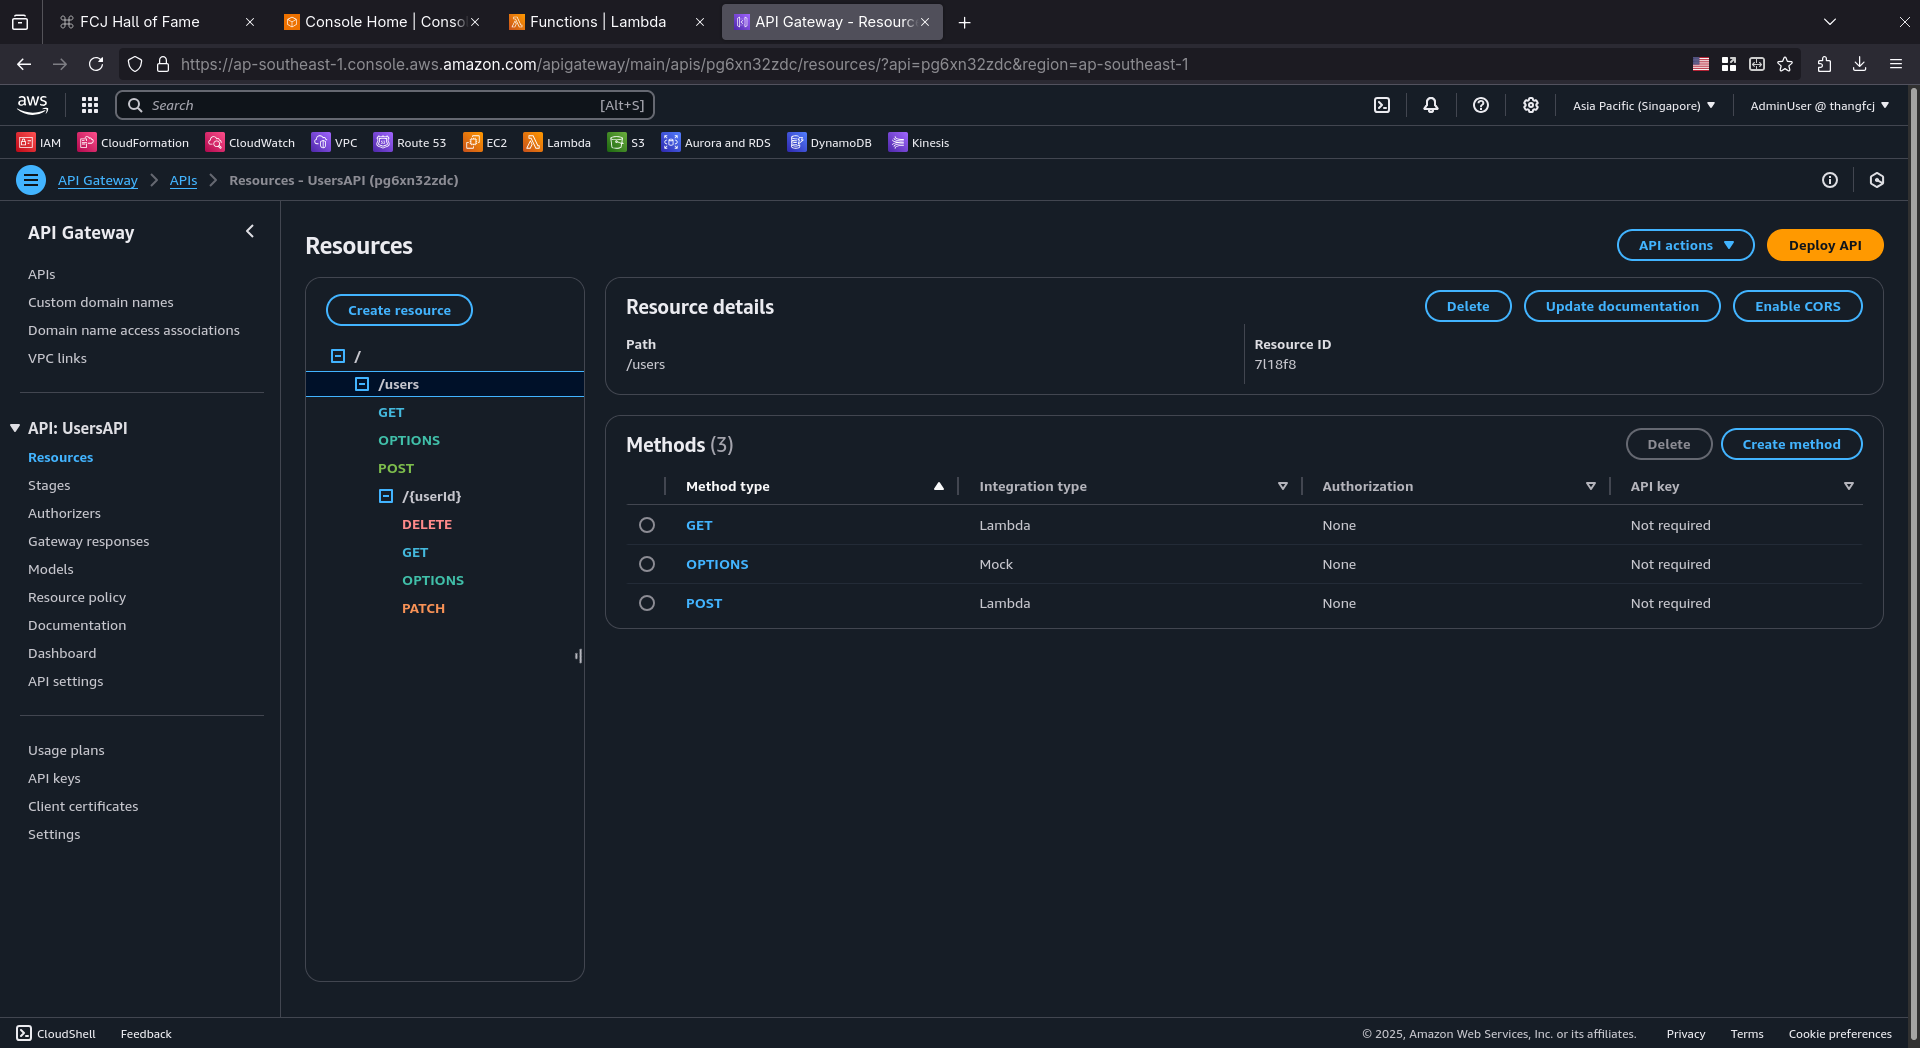 FCJ Hall of Fame
Console Home | Conso
Functions | Lambda
API Gateway - Resourc
https://ap-southeast-1.console.aws.amazon.com/apigateway/main/apis/pg6xn32zdc/resources/?api=pg6xn32zdc&region=ap-southeast-1
aws
Search [Alt+S]
Asia Pacific (Singapore)
AdminUser @ thangfcj
IAM CloudFormation CloudWatch VPC Route 53 EC2 Lambda S3 Aurora and RDS DynamoDB Kinesis
API Gateway APIs Resources - UsersAPI (pg6xn32zdc)
API Gateway
APIs
Custom domain names
Domain name access associations
VPC links
API: UsersAPI
Resources
Stages
Authorizers
Gateway responses
Models
Resource policy
Documentation
Dashboard
API settings
Usage plans
API keys
Client certificates
Settings
Resources
API actions
Deploy API
Create resource
/
/users
GET
OPTIONS
POST
/{userId}
DELETE
GET
OPTIONS
PATCH
Resource details
Delete
Update documentation
Enable CORS
Path
/users
Resource ID
7l18f8
Methods (3)
Delete
Create method
Method type Integration type Authorization API key
GET Lambda None Not required
OPTIONS Mock None Not required
POST Lambda None Not required
CloudShell Feedback
© 2025, Amazon Web Services, Inc. or its affiliates. Privacy Terms Cookie preferences